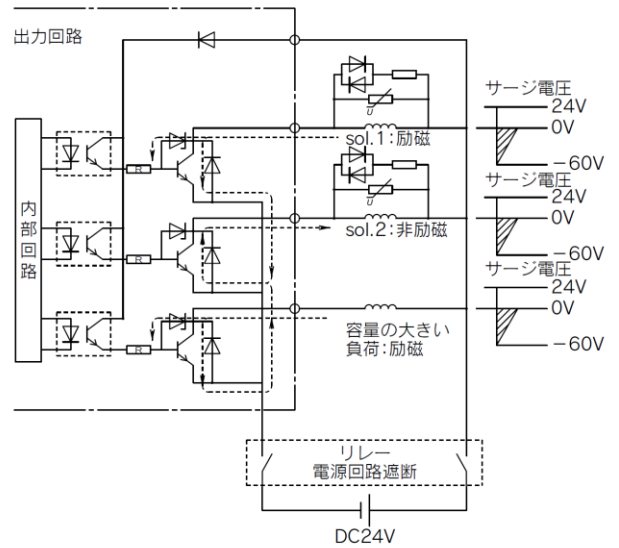 出力回路
サージ電圧
24V
0V
−60V
U
sol.1：励磁
R
サージ電圧
24V
0V
−60V
U
sol.2：非励磁
内部回路
R
サージ電圧
24V
0V
−60V
容量の大きい
負荷：励磁
R
リレー
電源回路遮断
DC24V